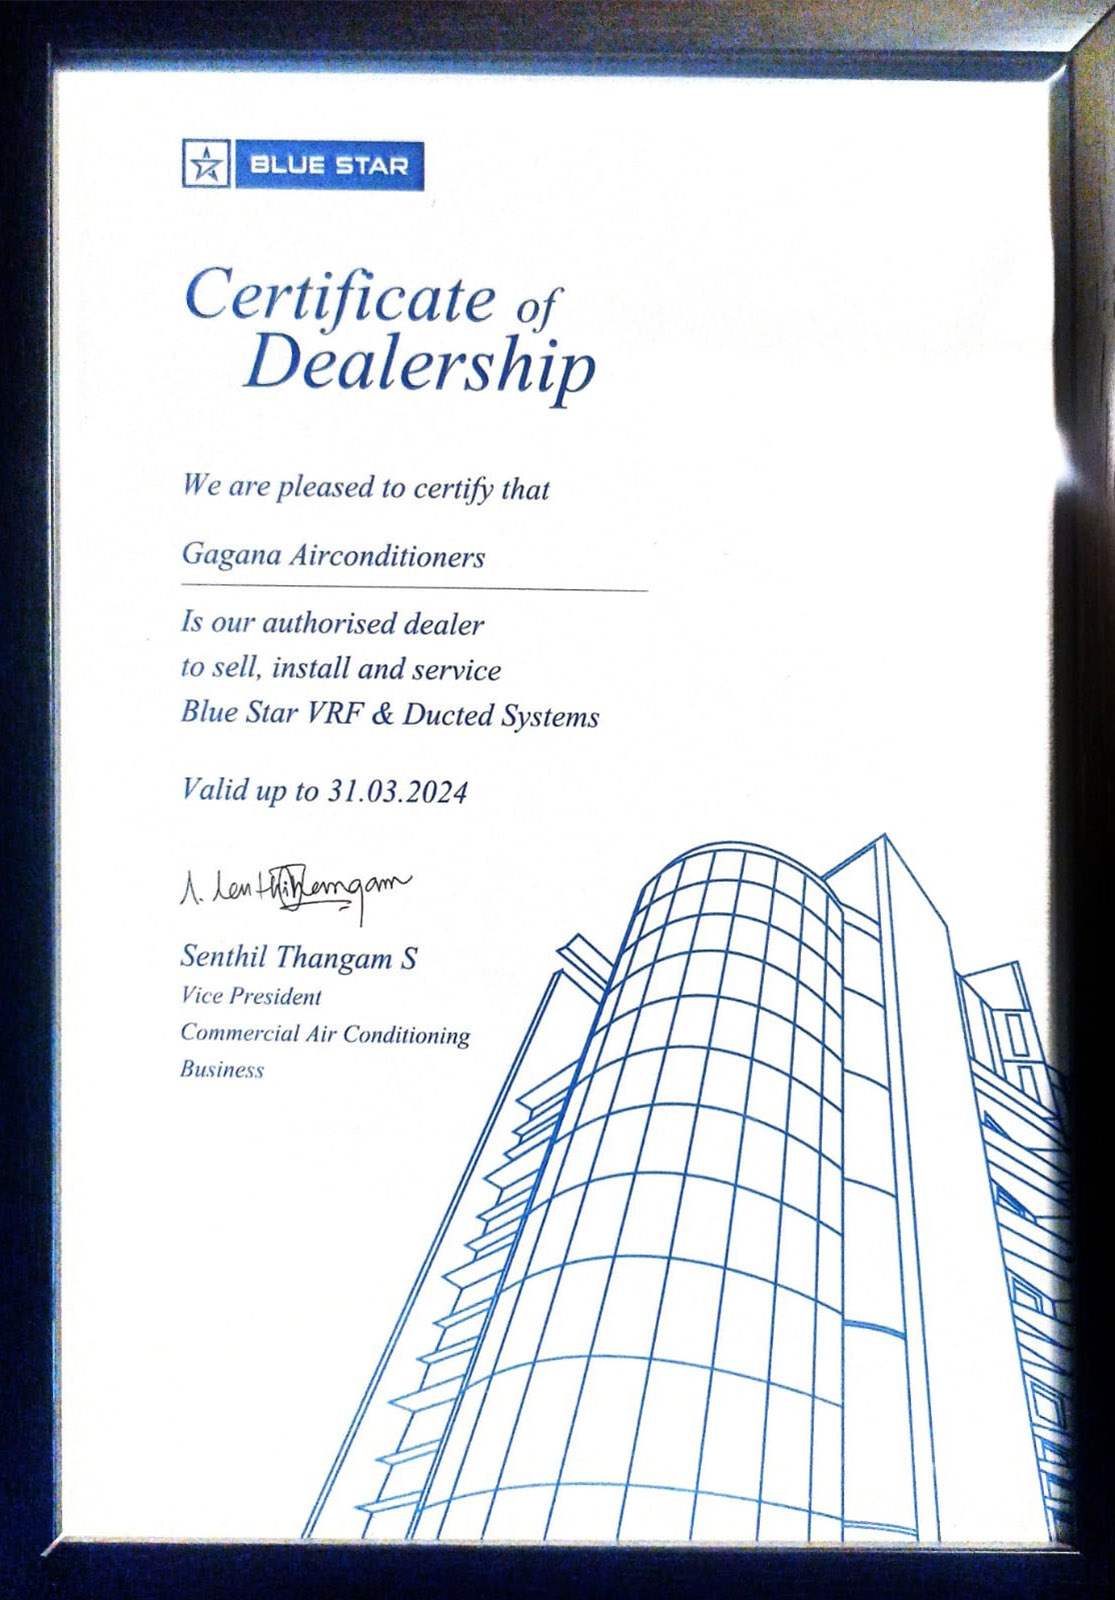 BLUE STAR
Certificate of
Dealership
We are pleased to certify that
Gagana Airconditioners
Is our authorised dealer
to sell, install and service
Blue Star VRF & Ducted Systems
Valid up to 31.03.2024
Senthil Thangam S
Vice President
Commercial Air Conditioning
Business